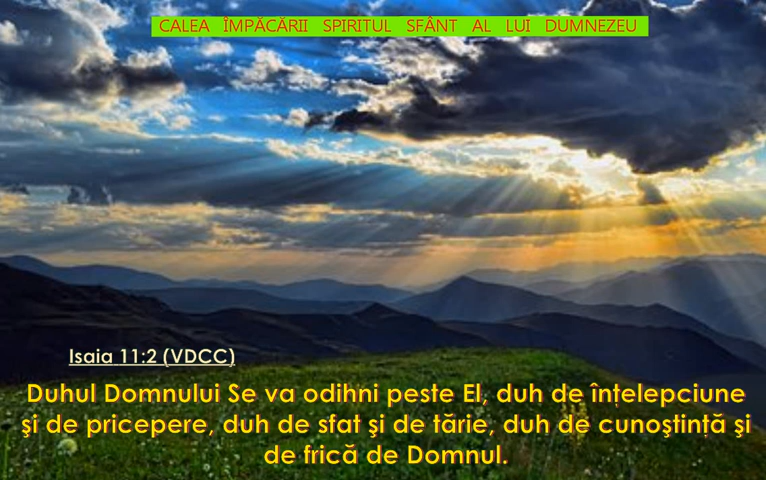 CALEA ÎMPĂCĂRII SPIRITUL SFÂNT AL LUI DUMNEZEU
Isaia 11:2 (VDCC)
Duhul Domnului Se va odihni peste El, duh de înţelepciune
şi de pricepere, duh de sfat şi de tărie, duh de cunoştinţă şi
de frică de Domnul.